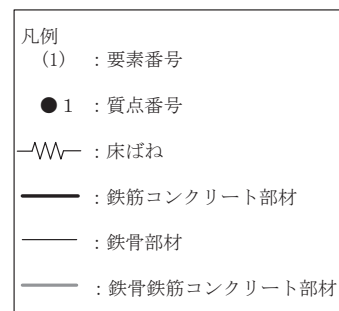 凡例
(1) ：要素番号
●1 ：質点番号
：床ばね
：鉄筋コンクリート部材
：鉄骨部材
：鉄骨鉄筋コンクリート部材